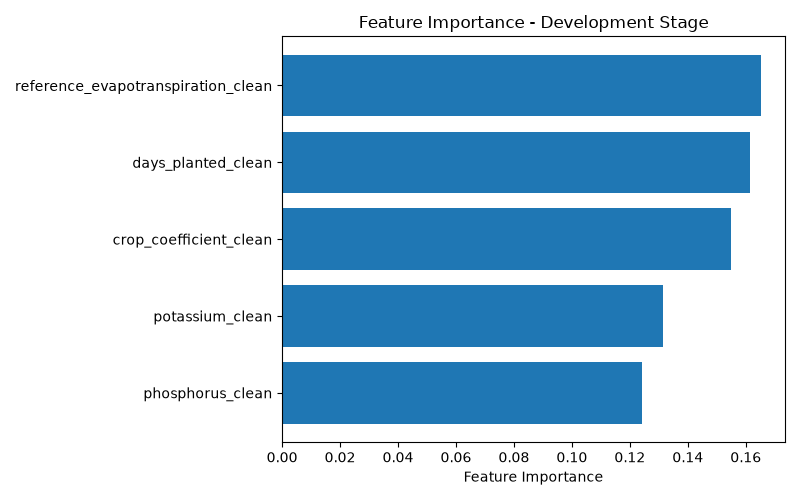 Feature Importance - Development Stage
reference_evapotranspiration_clean
days_planted_clean
crop_coefficient_clean
potassium_clean
phosphorus_clean
0.00 0.02 0.04 0.06 0.08 0.10 0.12 0.14 0.16
Feature Importance